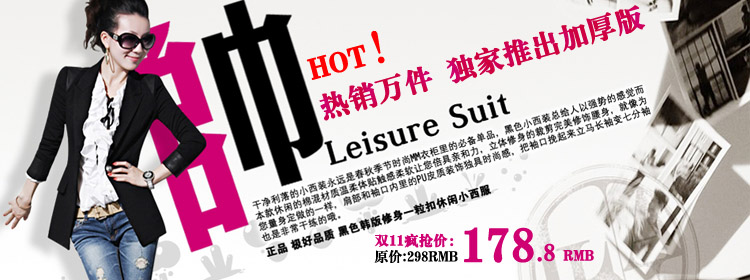 HOT!
热销万件 独家推出加厚版
Leisure Suit
干净利落的小西装永远是春秋季节时尚MM衣柜里的必备单品，黑色小西装总给人以强势的感觉而
本款休闲的棉混材质温柔体贴触感柔软让您倍具亲和力，立体修身的裁剪完美修饰腰身，就像为
您量身定做的一样，肩部和袖口内里的PU皮质装饰独具时尚感，把袖口挽起来立马长袖变七分袖
也是非常干练的哦。
正品 极好品质 黑色韩版修身一粒扣休闲小西服
双11疯抢价：178.8 RMB
原价:298RMB